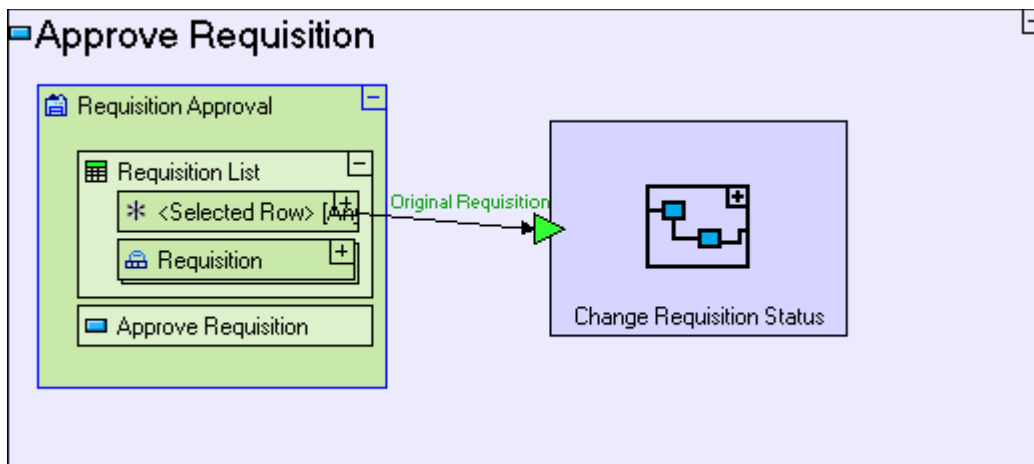 Approve Requisition
Requisition Approval
Requisition List
<Selected Row>
Original Requisition
Requisition
Approve Requisition
Change Requisition Status